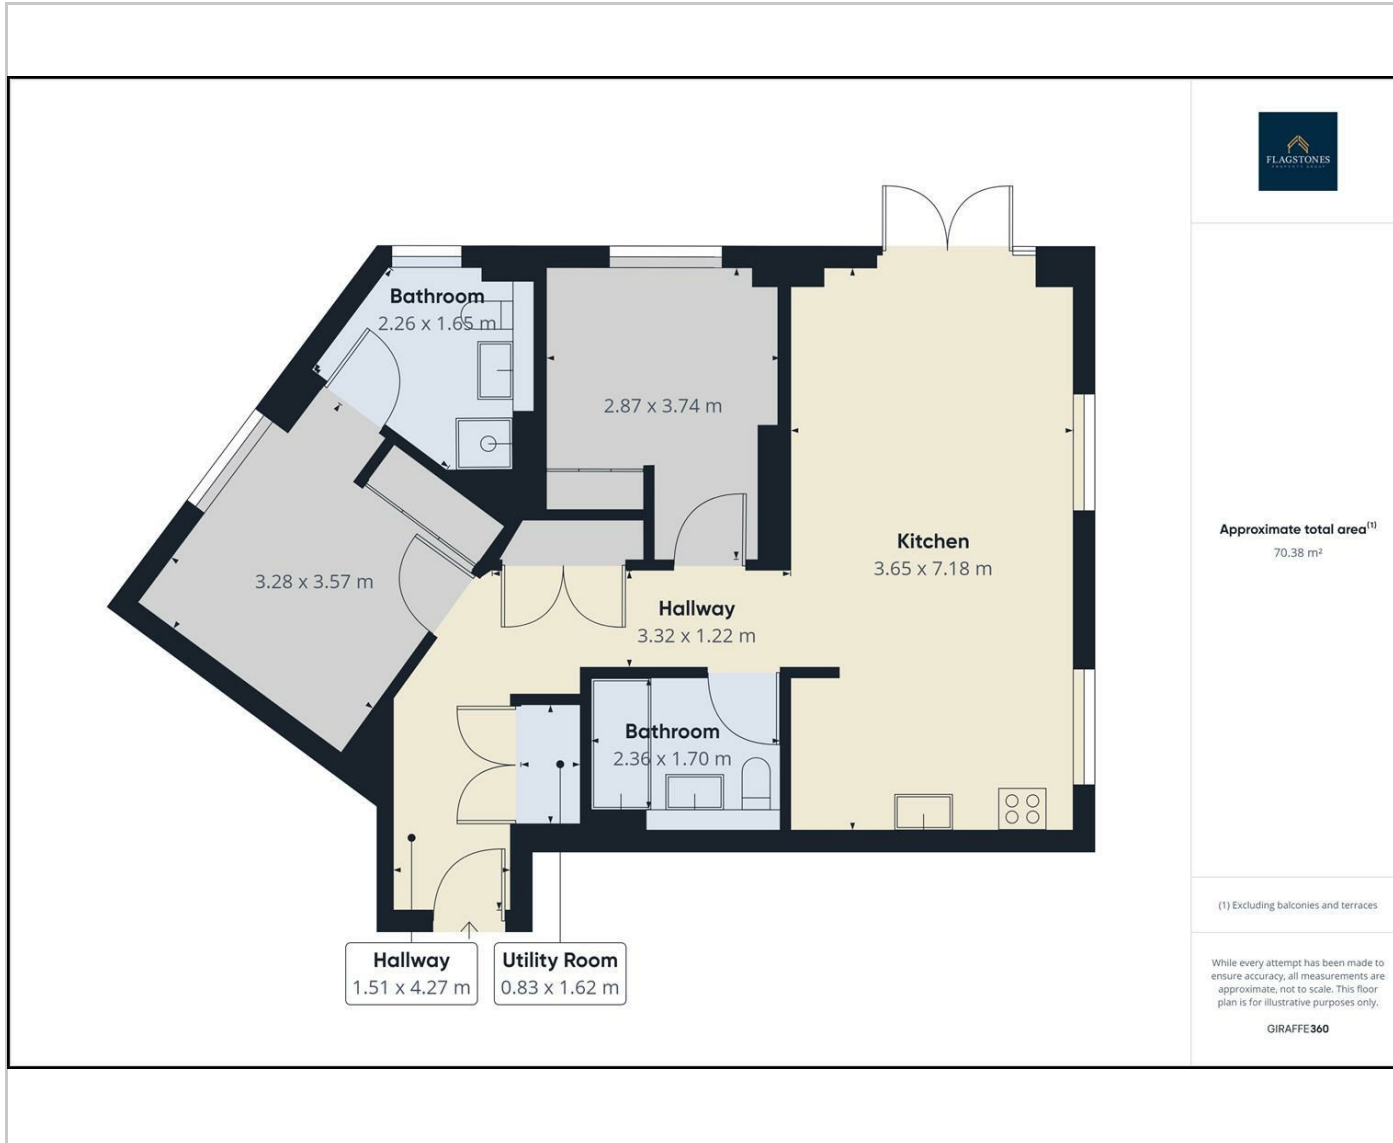 FLAGSTONES
PROPERTY GROUP
Bathroom
2.26 x 1.65 m
2.87 x 3.74 m
Kitchen
3.65 x 7.18 m
3.28 x 3.57 m
Hallway
3.32 x 1.22 m
Bathroom
2.36 x 1.70 m
Hallway
1.51 x 4.27 m
Utility Room
0.83 x 1.62 m
Approximate total area(1)
70.38 m²
(1) Excluding balconies and terraces
While every attempt has been made to
ensure accuracy, all measurements are
approximate, not to scale. This floor
plan is for illustrative purposes only.
GIRAFFE360